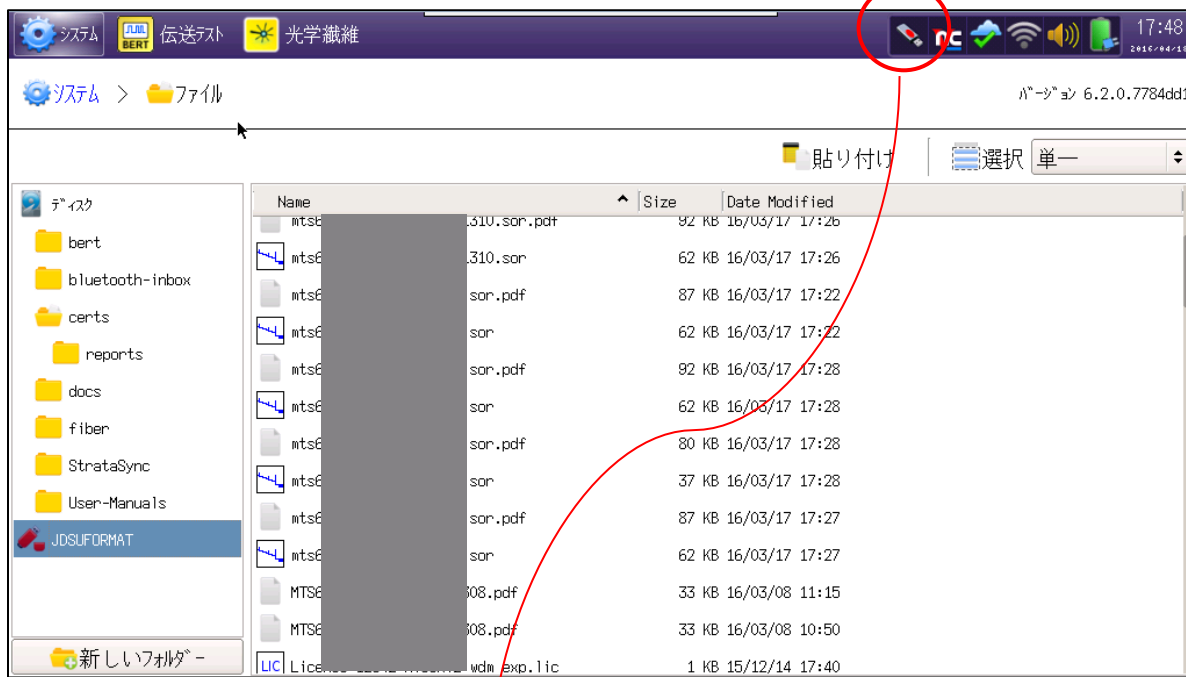 システム BERT 伝送テスト 光学繊維 nc 17:48
2016/04/18
システム > ファイル バージョン 6.2.0.7784dd1
貼り付け 選択 単一
ディスク
bert
bluetooth-inbox
certs
reports
docs
fiber
StrataSync
User-Manuals
JDSUFORMAT
新しいフォルダー
Name Size Date Modified
mts6 .310.sor.pdf 92 KB 16/03/17 17:26
mts6 .310.sor 62 KB 16/03/17 17:26
mts6 sor.pdf 87 KB 16/03/17 17:22
mts6 sor 62 KB 16/03/17 17:22
mts6 sor.pdf 92 KB 16/03/17 17:28
mts6 sor 62 KB 16/03/17 17:28
mts6 sor.pdf 80 KB 16/03/17 17:28
mts6 sor 37 KB 16/03/17 17:28
mts6 sor.pdf 87 KB 16/03/17 17:27
mts6 sor 62 KB 16/03/17 17:27
MTS6 308.pdf 33 KB 16/03/08 11:15
MTS6 308.pdf 33 KB 16/03/08 10:50
LIC wdm exp.lic 1 KB 15/12/14 17:40